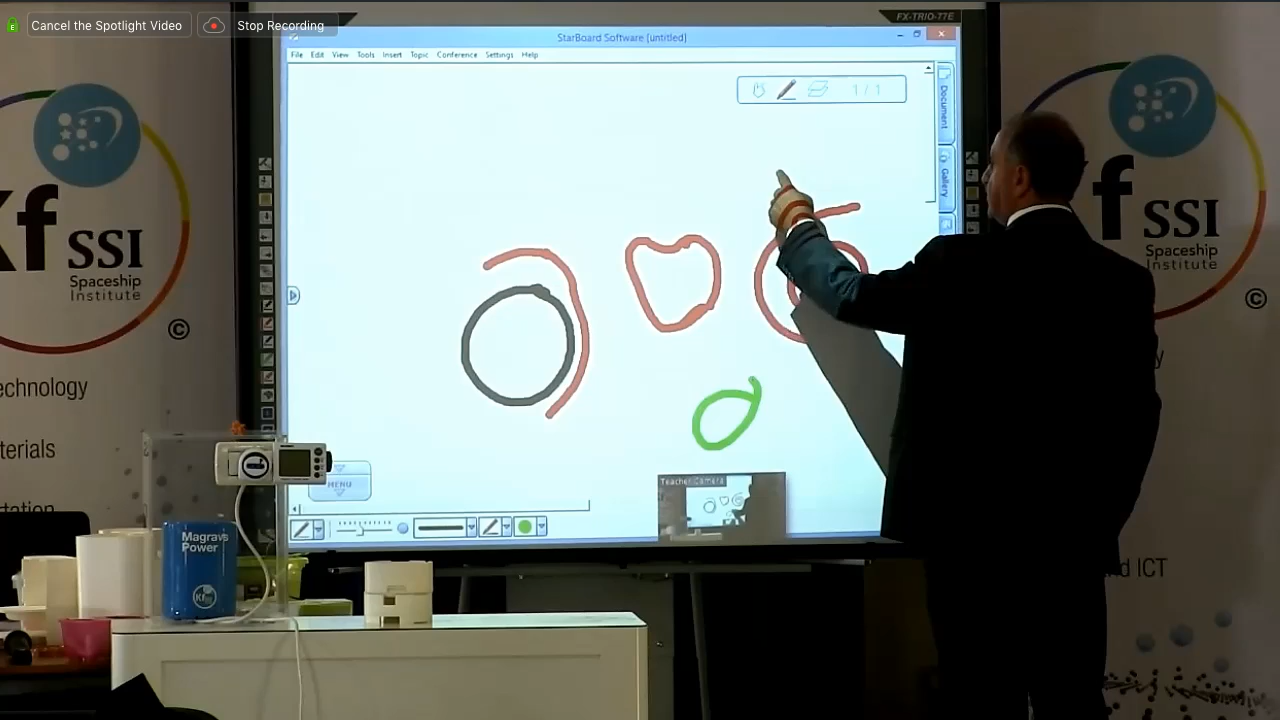 Cancel the Spotlight Video
Stop Recording
FX-TRIO-77E
StarBoard Software [untitled]
File Edit View Tools Insert Topic Conference Settings Help
1 / 1
Document
Gallery
Kf
SSI
Spaceship
Institute
©
echnology
terials
tation
f
SSI
Spaceship
Institute
©
y
nd ICT
MENU
Teacher Camera
Magravs
Power
Kf